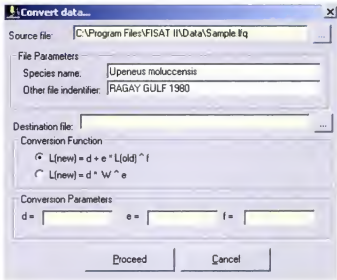 Convert data...
Source file: C:\Program Files\FISAT II\Data\Sample.lfq ...
File Parameters
Species name: Upeneus moluccensis
Other file indentifier: RAGAY GULF 1980
Destination file: ...
Conversion Function
L(new) = d + e * L(old) ^ f
L(new) = d * W ^ e
Conversion Parameters
d = e = f =
Proceed Cancel